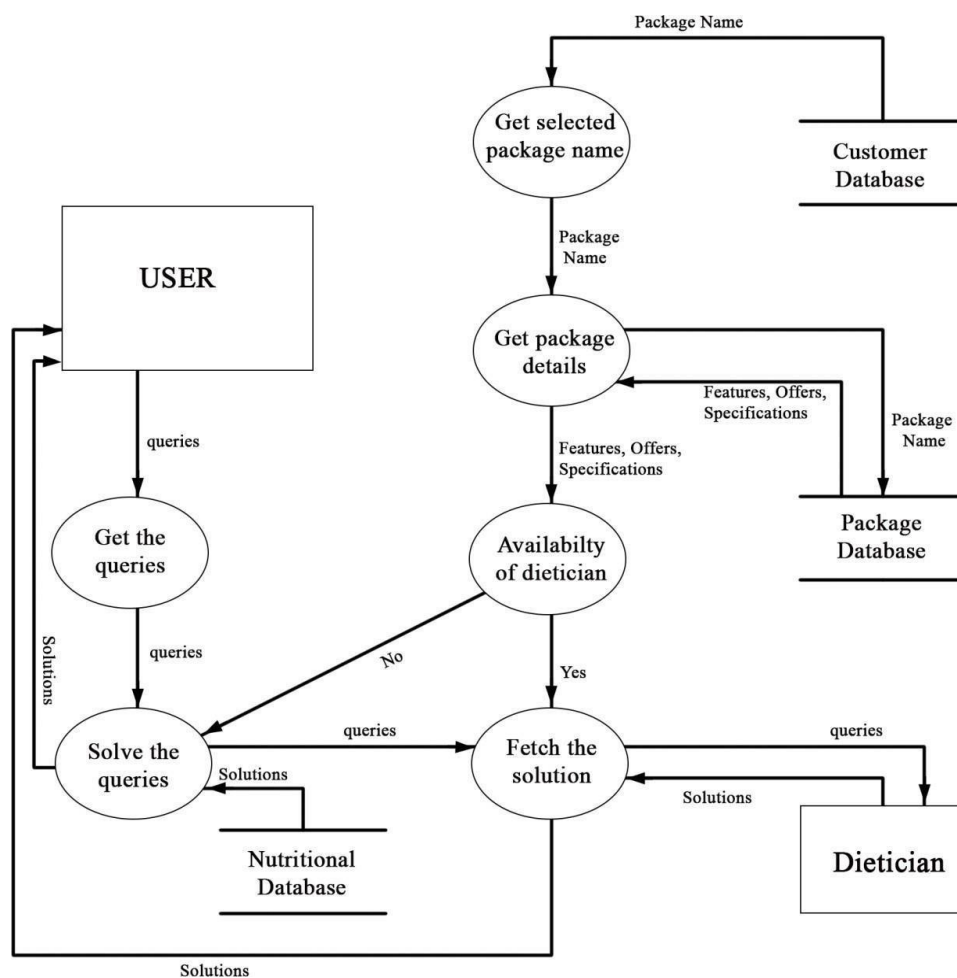 Package Name
Get selected
package name
Customer
Database
Package
Name
USER
Get package
details
Features, Offers,
Specifications
Package
Name
queries
Features, Offers,
Specifications
Get the
queries
Availabilty
of dietician
Package
Database
Solutions
queries
No
Yes
Solve the
queries
queries
Fetch the
solution
queries
Solutions
Solutions
Nutritional
Database
Dietician
Solutions